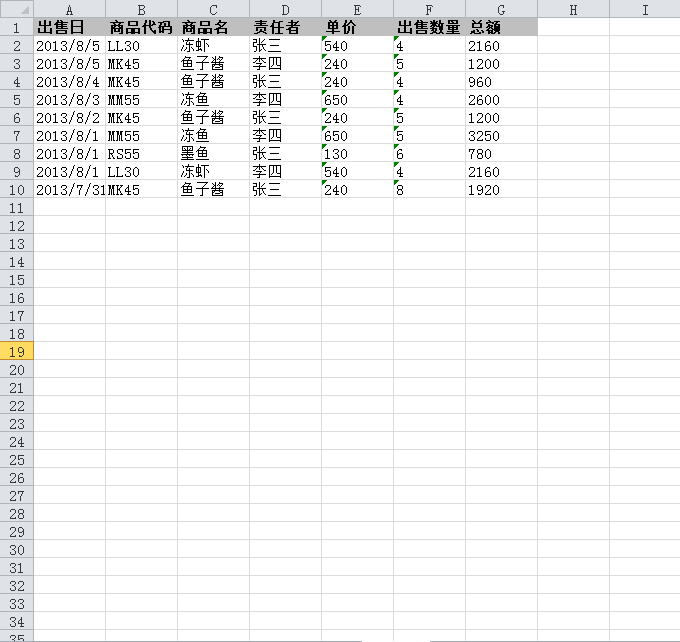 A B C D E F G H I
1 出售日 商品代码 商品名 责任者 单价 出售数量 总额
2 2013/8/5 LL30 冻虾 张三 540 4 2160
3 2013/8/5 MK45 鱼子酱 李四 240 5 1200
4 2013/8/4 MK45 鱼子酱 张三 240 4 960
5 2013/8/3 MM55 冻鱼 李四 650 4 2600
6 2013/8/2 MK45 鱼子酱 张三 240 5 1200
7 2013/8/1 MM55 冻鱼 李四 650 5 3250
8 2013/8/1 RS55 墨鱼 张三 130 6 780
9 2013/8/1 LL30 冻虾 李四 540 4 2160
10 2013/7/31 MK45 鱼子酱 张三 240 8 1920
11
12
13
14
15
16
17
18
19
20
21
22
23
24
25
26
27
28
29
30
31
32
33
34
35